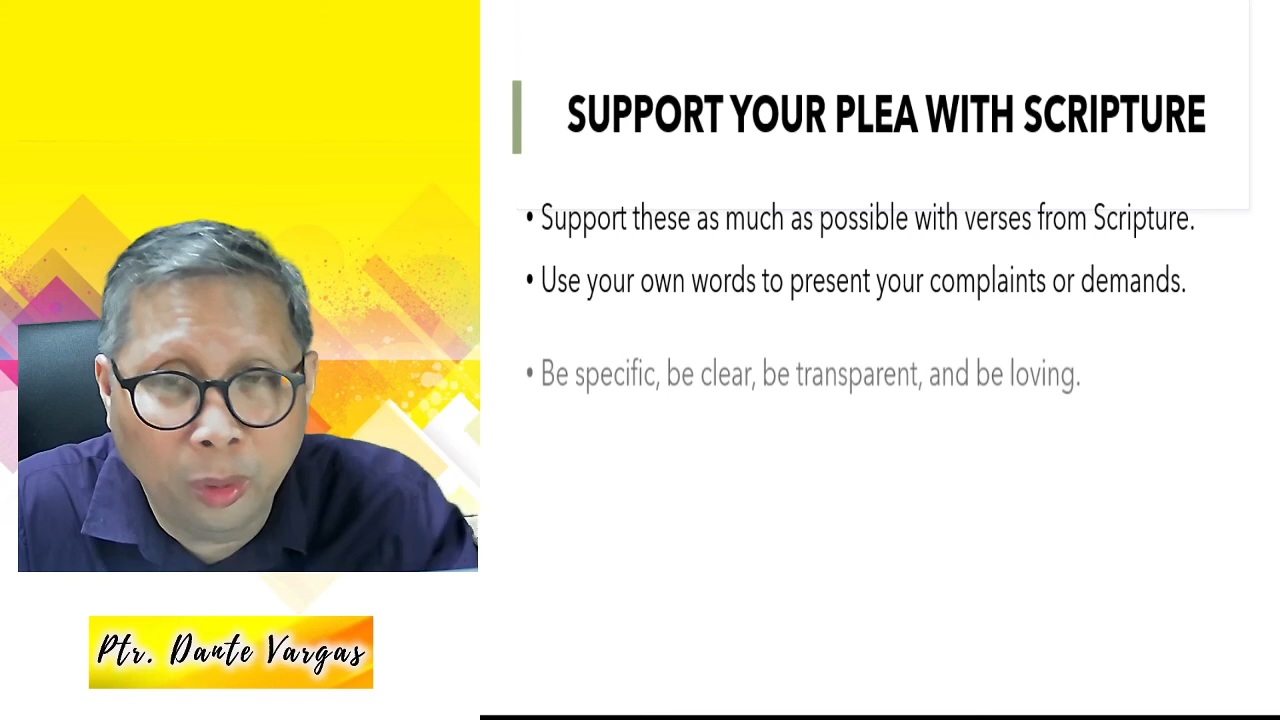 SUPPORT YOUR PLEA WITH SCRIPTURE
• Support these as much as possible with verses from Scripture.
• Use your own words to present your complaints or demands.
• Be specific, be clear, be transparent, and be loving.
Ptr. Dante Vargas